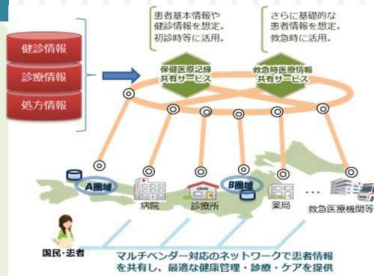 患者基本情報や
健診情報を想定。
初診時等に活用。
さらに基礎的な
患者情報を想定。
救急時に活用。
健診情報
診療情報
処方情報
保健医療記録
共有サービス
救急時医療情報
共有サービス
A圏域
病院
診療所
B圏域
薬局
…
救急医療機関等
国民・患者
マルチベンダー対応のネットワークで患者情報
を共有し、最適な健康管理・診療・ケアを提供